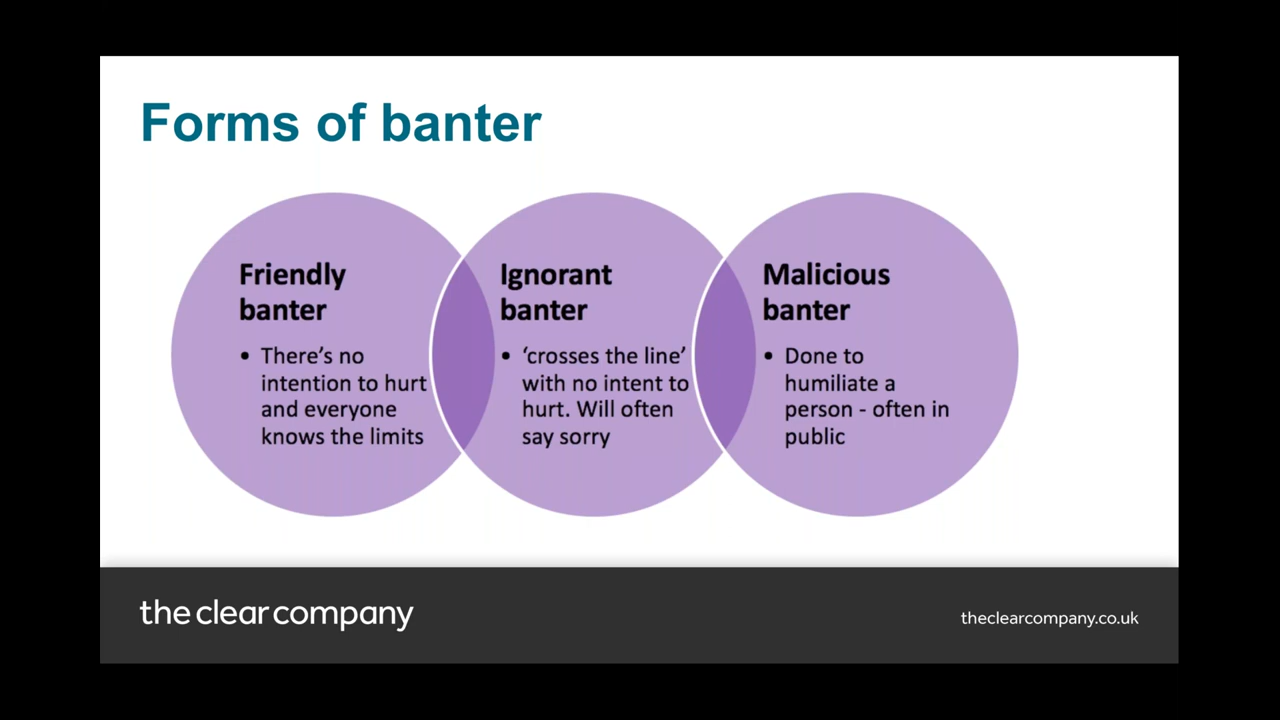 Forms of banter
Friendly
banter
• There’s no
intention to hurt
and everyone
knows the limits
Ignorant
banter
• ‘crosses the line’
with no intent to
hurt. Will often
say sorry
Malicious
banter
• Done to
humiliate a
person - often in
public
the clear company
theclearcompany.co.uk